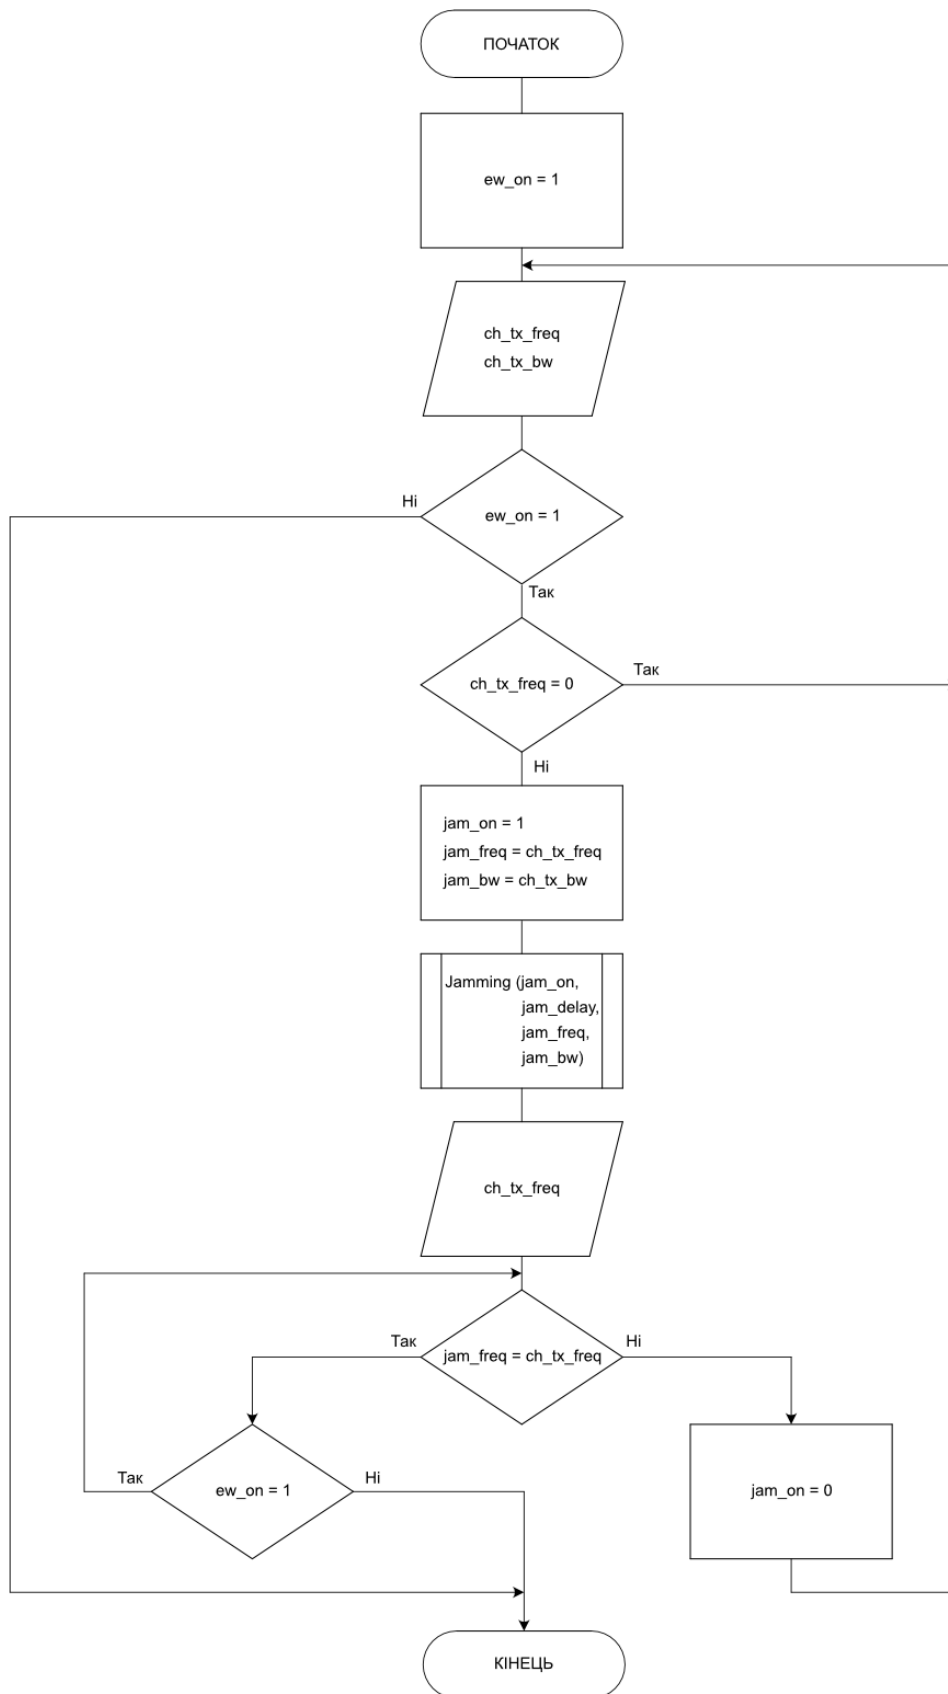 ПОЧАТОК
ew_on = 1
ch_tx_freq
ch_tx_bw
Ні
ew_on = 1
Так
ch_tx_freq = 0
Так
Ні
jam_on = 1
jam_freq = ch_tx_freq
jam_bw = ch_tx_bw
Jamming (jam_on,
jam_delay,
jam_freq,
jam_bw)
ch_tx_freq
Так
jam_freq = ch_tx_freq
Ні
Так
ew_on = 1
Ні
jam_on = 0
КІНЕЦЬ